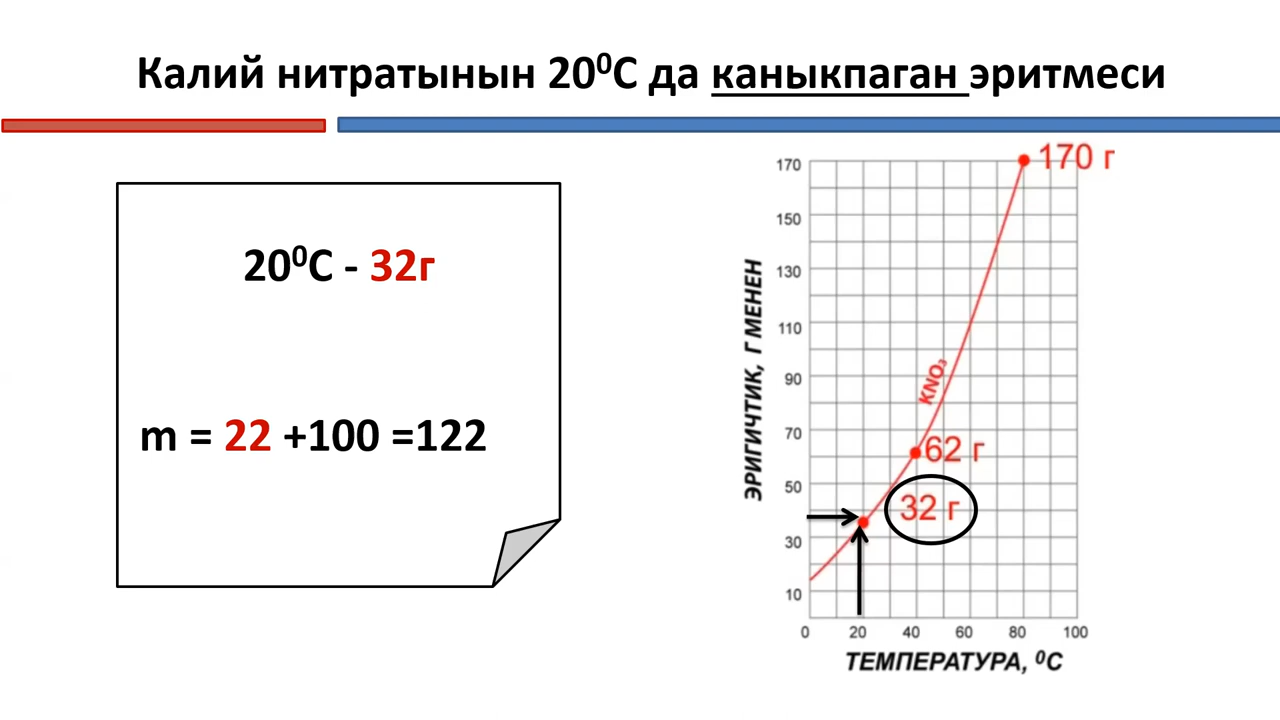 Калий нитратынын 20⁰С да каныкпаган эритмеси
20⁰С - 32г
m = 22 +100 =122
170 г
170
150
130
110
90
70
50
30
10
ЭРИГИЧТИК, Г МЕНЕН
KNO₃
62 г
32 г
0 20 40 60 80 100
ТЕМПЕРАТУРА, ⁰С